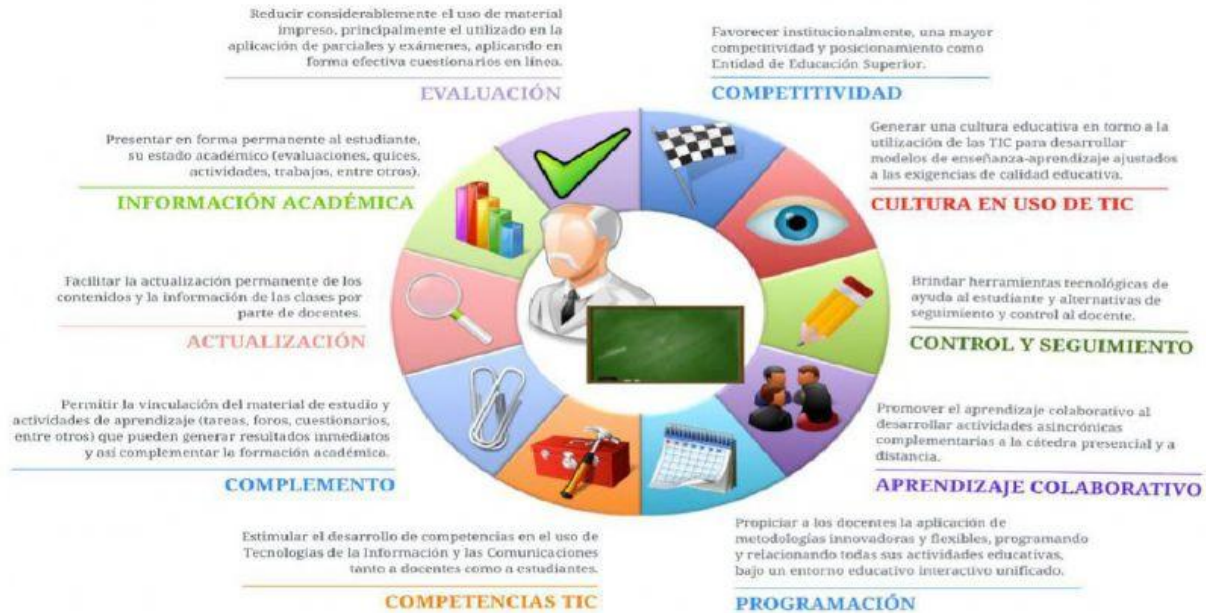 Reducir considerablemente el uso de material
impreso, principalmente el utilizado en la
aplicación de parciales y exámenes, aplicando en
forma efectiva cuestionarios en línea.
EVALUACIÓN
Favorecer institucionalmente, una mayor
competitividad y posicionamiento como
Entidad de Educación Superior.
COMPETITIVIDAD
Presentar en forma permanente al estudiante,
su estado académico (evaluaciones, quices,
actividades, trabajos, entre otros).
INFORMACIÓN ACADÉMICA
Generar una cultura educativa en torno a la
utilización de las TIC para desarrollar
modelos de enseñanza-aprendizaje ajustados
a las exigencias de calidad educativa.
CULTURA EN USO DE TIC
Facilitar la actualización permanente de los
contenidos y la información de las clases por
parte de docentes.
ACTUALIZACIÓN
Brindar herramientas tecnológicas de
ayuda al estudiante y alternativas de
seguimiento y control al docente.
CONTROL Y SEGUIMIENTO
Permitir la vinculación del material de estudio y
actividades de aprendizaje (tareas, foros, cuestionarios,
entre otros) que pueden generar resultados inmediatos
y así complementar la formación académica.
COMPLEMENTO
Promover el aprendizaje colaborativo al
desarrollar actividades asincrónicas
complementarias a la cátedra presencial y a
distancia.
APRENDIZAJE COLABORATIVO
Estimular el desarrollo de competencias en el uso de
Tecnologías de la Información y las Comunicaciones
tanto a docentes como a estudiantes.
COMPETENCIAS TIC
Propiciar a los docentes la aplicación de
metodologías innovadoras y flexibles, programando
y relacionando todas sus actividades educativas,
bajo un entorno educativo interactivo unificado.
PROGRAMACIÓN